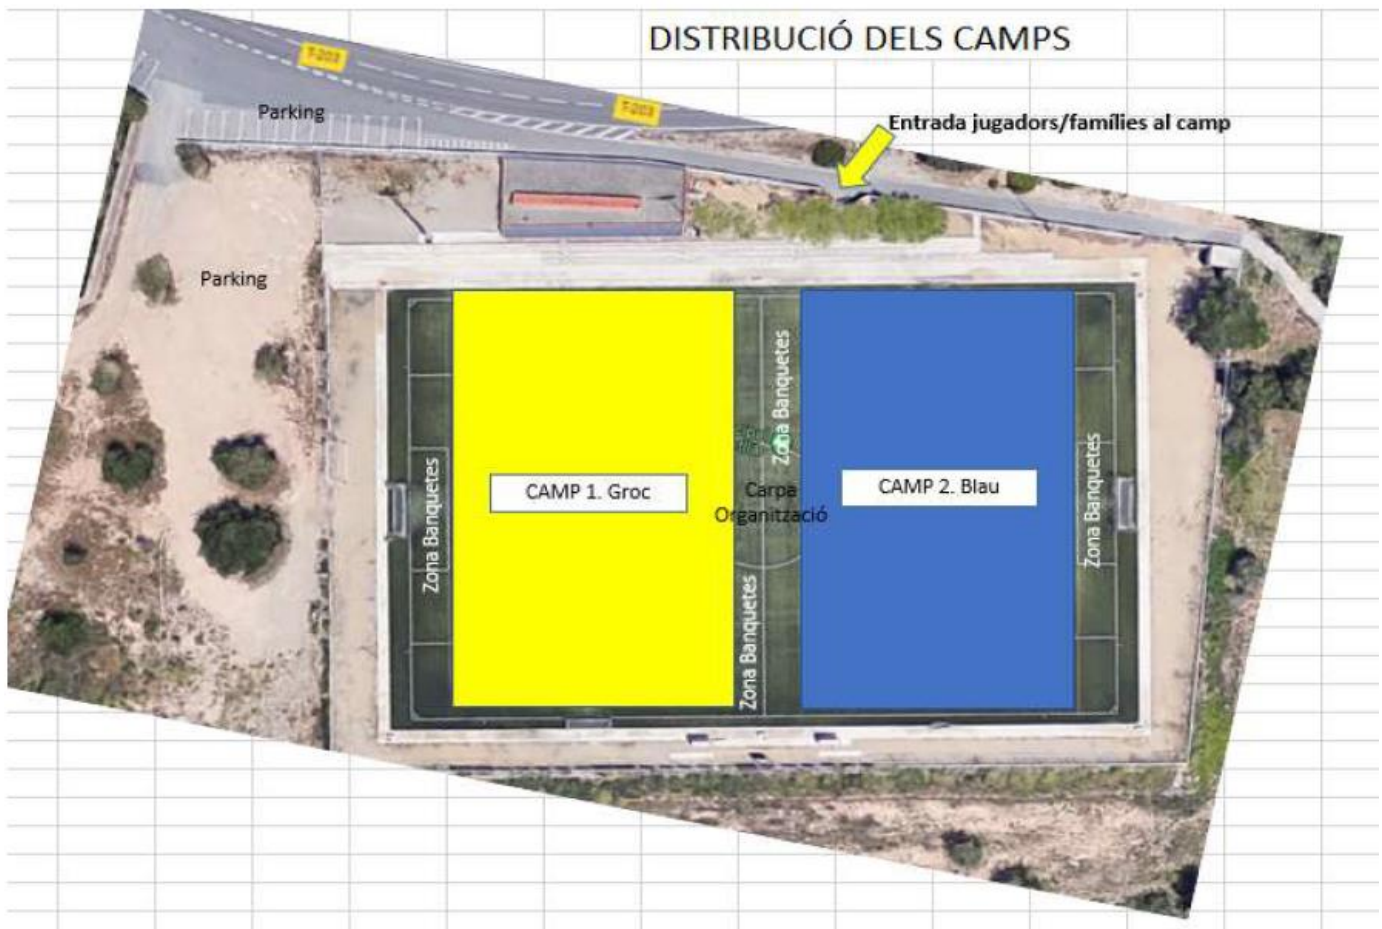 DISTRIBUCIÓ DELS CAMPS
T-203
T-203
Parking
Entrada jugadors/famílies al camp
Parking
Zona Banquetes
CAMP 1. Groc
Zona Banquetes
Carpa
Organització
CAMP 2. Blau
Zona Banquetes
Zona Banquetes